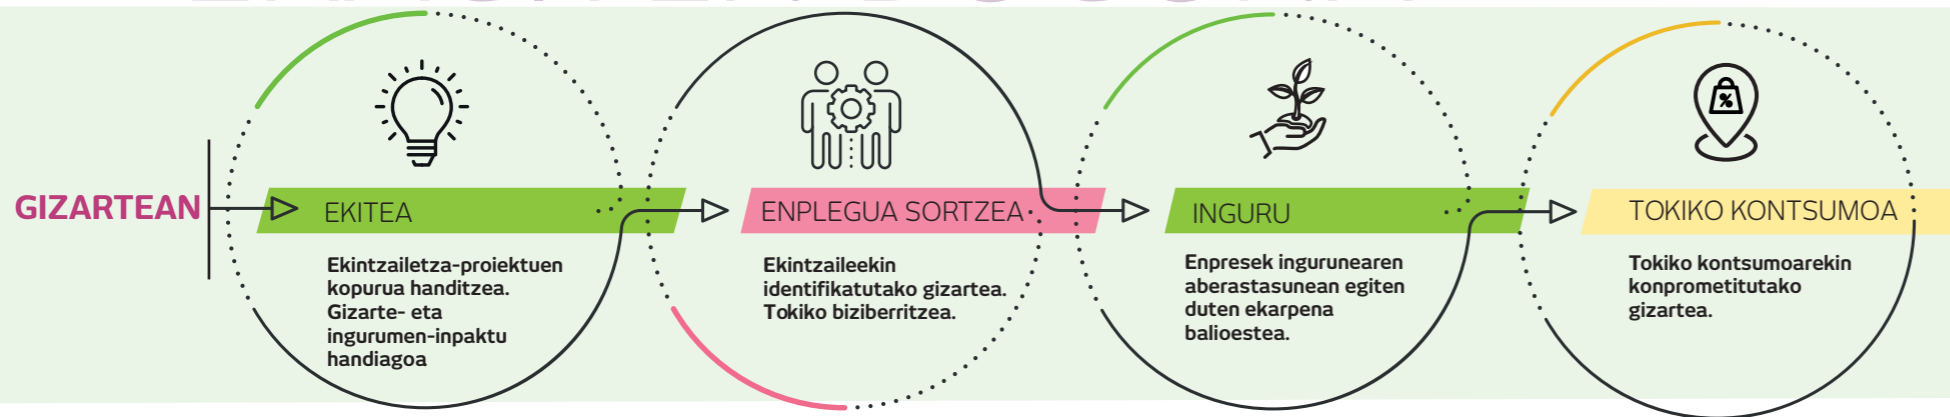 GIZARTEAN
EKITEA
Ekintzailetza-proiektuen
kopurua handitzea.
Gizarte- eta
ingurumen-inpaktu
handiagoa
ENPLEGUA SORTZEA
Ekintzaileekin
identifikatutako gizartea.
Tokiko biziberritzea.
INGURU
Enpresek ingurunearen
aberastasunean egiten
duten ekarpena
balioestea.
%
TOKIKO KONTSUMOA
Tokiko kontsumoarekin
konprometitutako
gizartea.